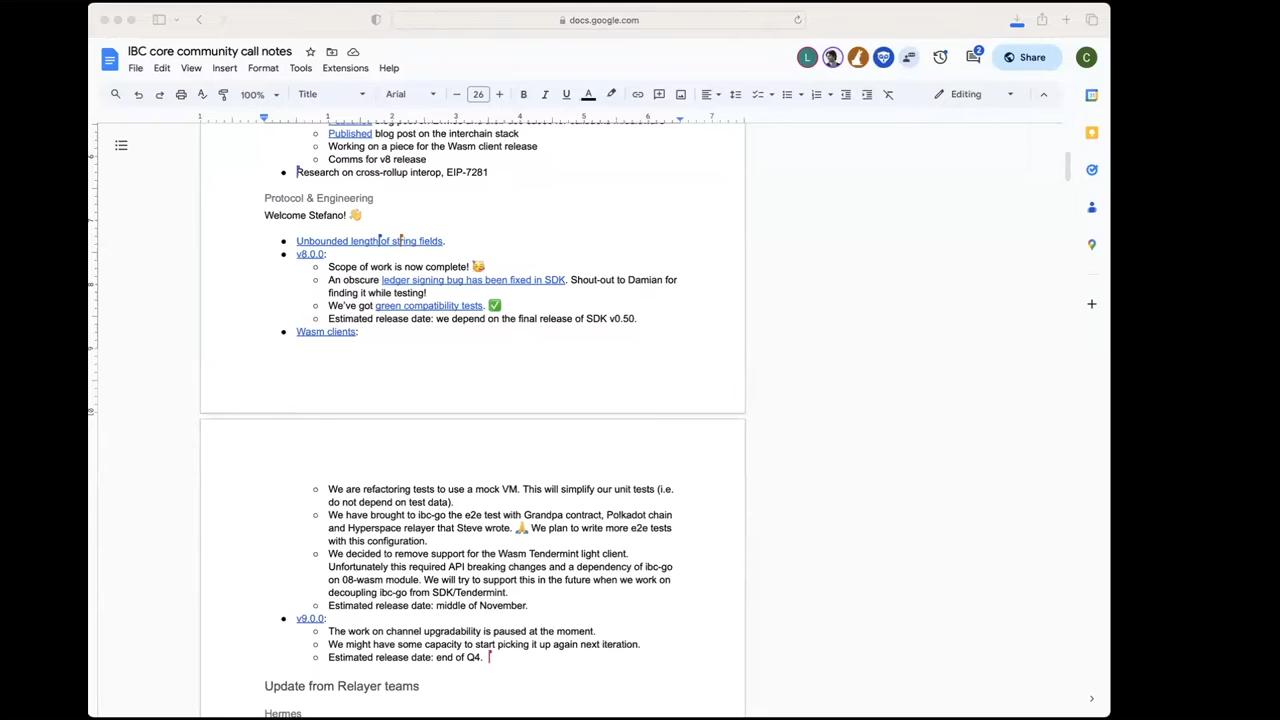 docs.google.com
IBC core community call notes
File Edit View Insert Format Tools Extensions Help
2
Share
L
C
100% Title Arial 26 B I U A Editing
1 1 2 3 4 5 6 7
Published blog post on the interchain stack
Working on a piece for the Wasm client release
Comms for v8 release
Research on cross-rollup interop, EIP-7281
Protocol & Engineering
Welcome Stefano! 👋
Unbounded length of string fields.
v8.0.0:
Scope of work is now complete! 🥳
An obscure ledger signing bug has been fixed in SDK. Shout-out to Damian for
finding it while testing!
We've got green compatibility tests. ✅
Estimated release date: we depend on the final release of SDK v0.50.
Wasm clients:
We are refactoring tests to use a mock VM. This will simplify our unit tests (i.e.
do not depend on test data).
We have brought to ibc-go the e2e test with Grandpa contract, Polkadot chain
and Hyperspace relayer that Steve wrote. 🙏 We plan to write more e2e tests
with this configuration.
We decided to remove support for the Wasm Tendermint light client.
Unfortunately this required API breaking changes and a dependency of ibc-go
on 08-wasm module. We will try to support this in the future when we work on
decoupling ibc-go from SDK/Tendermint.
Estimated release date: middle of November.
v9.0.0:
The work on channel upgradability is paused at the moment.
We might have some capacity to start picking it up again next iteration.
Estimated release date: end of Q4.
Update from Relayer teams
Hermes